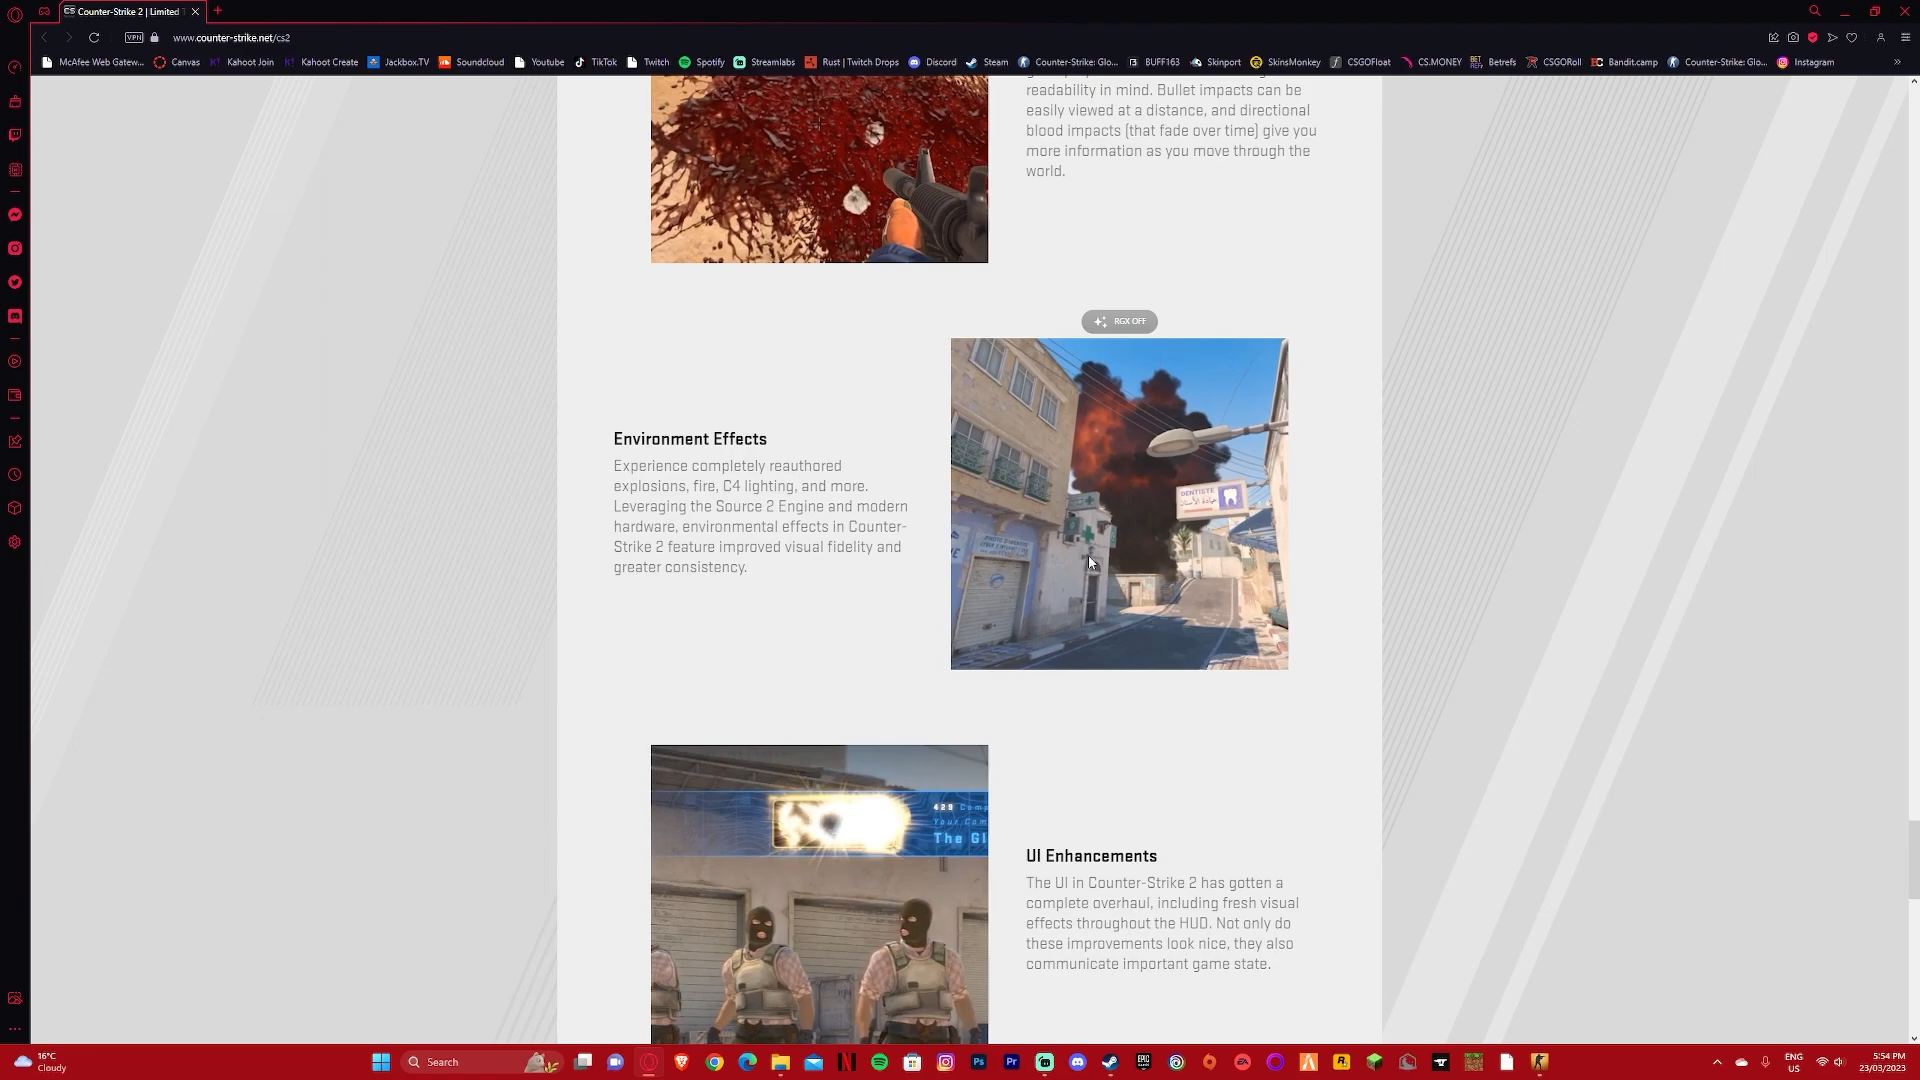 Counter-Strike 2 | Limited T
VPN
www.counter-strike.net/cs2
McAfee Web Gatew...
Canvas
Kahoot Join
Kahoot Create
Jackbox.TV
Soundcloud
Youtube
TikTok
Twitch
Spotify
Streamlabs
Rust | Twitch Drops
Discord
Steam
Counter-Strike: Glo...
BUFF163
Skinport
SkinsMonkey
CSGOFloat
CS.MONEY
Betrefs
CSGORoll
Bandit.camp
Counter-Strike: Glo...
Instagram
readability in mind. Bullet impacts can be
easily viewed at a distance, and directional
blood impacts (that fade over time) give you
more information as you move through the
world.
RGX OFF
DENTISTE
Environment Effects
Experience completely reauthored
explosions, fire, C4 lighting, and more.
Leveraging the Source 2 Engine and modern
hardware, environmental effects in Counter-
Strike 2 feature improved visual fidelity and
greater consistency.
429 Comp
Your Com
The Gl
UI Enhancements
The UI in Counter-Strike 2 has gotten a
complete overhaul, including fresh visual
effects throughout the HUD. Not only do
these improvements look nice, they also
communicate important game state.
16°C
Cloudy
Search
ENG
US
5:54 PM
23/03/2023